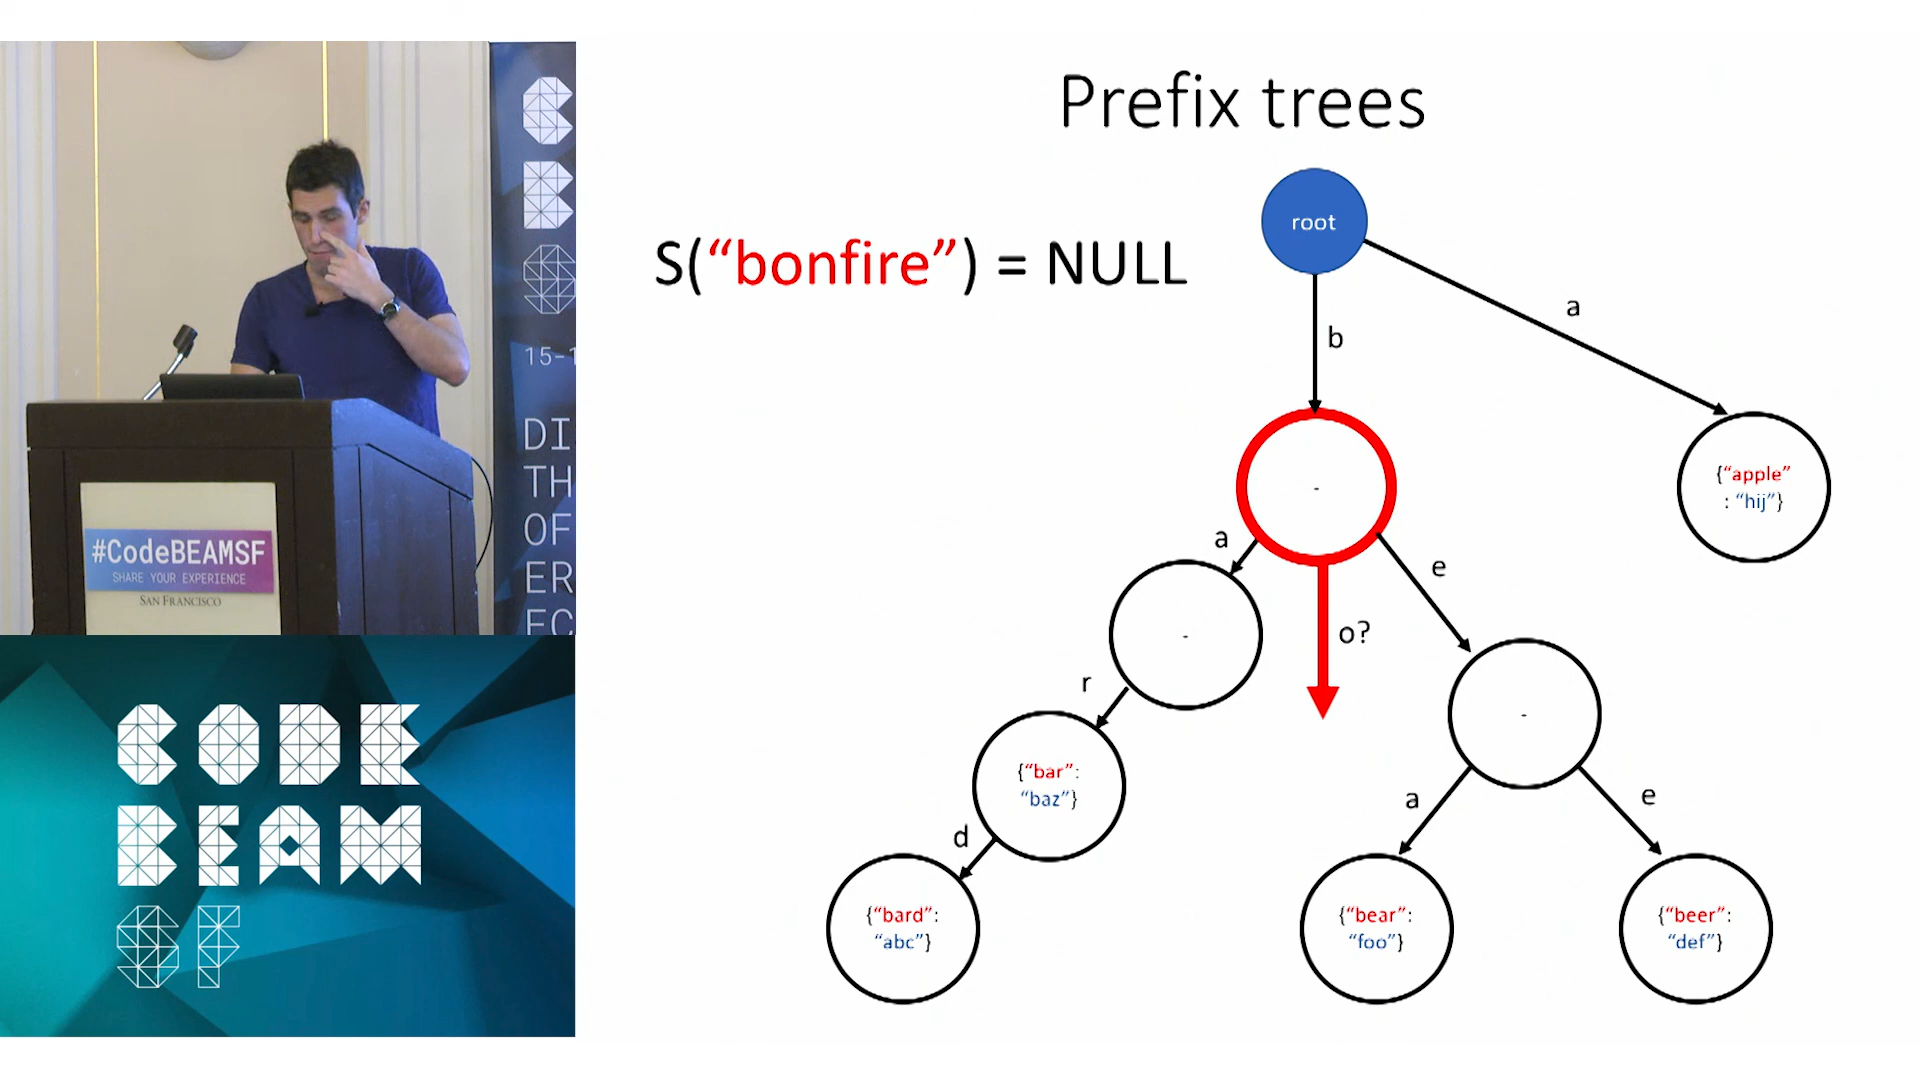 Prefix trees
S(“bonfire”) = NULL
root
b
a
-
{“apple”
: “hij”}
a
e
-
o?
r
-
{“bar”:
“baz”}
a
e
d
{“bard”:
“abc”}
{“bear”:
“foo”}
{“beer”:
“def”}
C
B
S
15-1
DI
TH
OF
ER
EC
#CodeBEAMSF
SHARE YOUR EXPERIENCE
SAN FRANCISCO
CODE
BEAM
SF